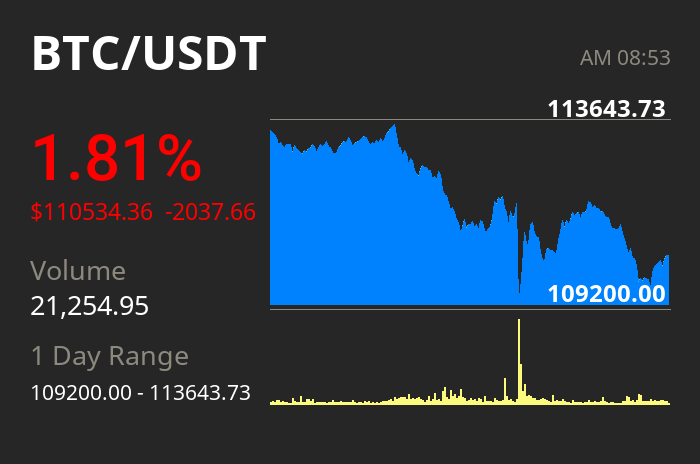 BTC/USDT
AM 08:53
113643.73
1.81%
$110534.36 -2037.66
Volume
21,254.95
109200.00
1 Day Range
109200.00 - 113643.73